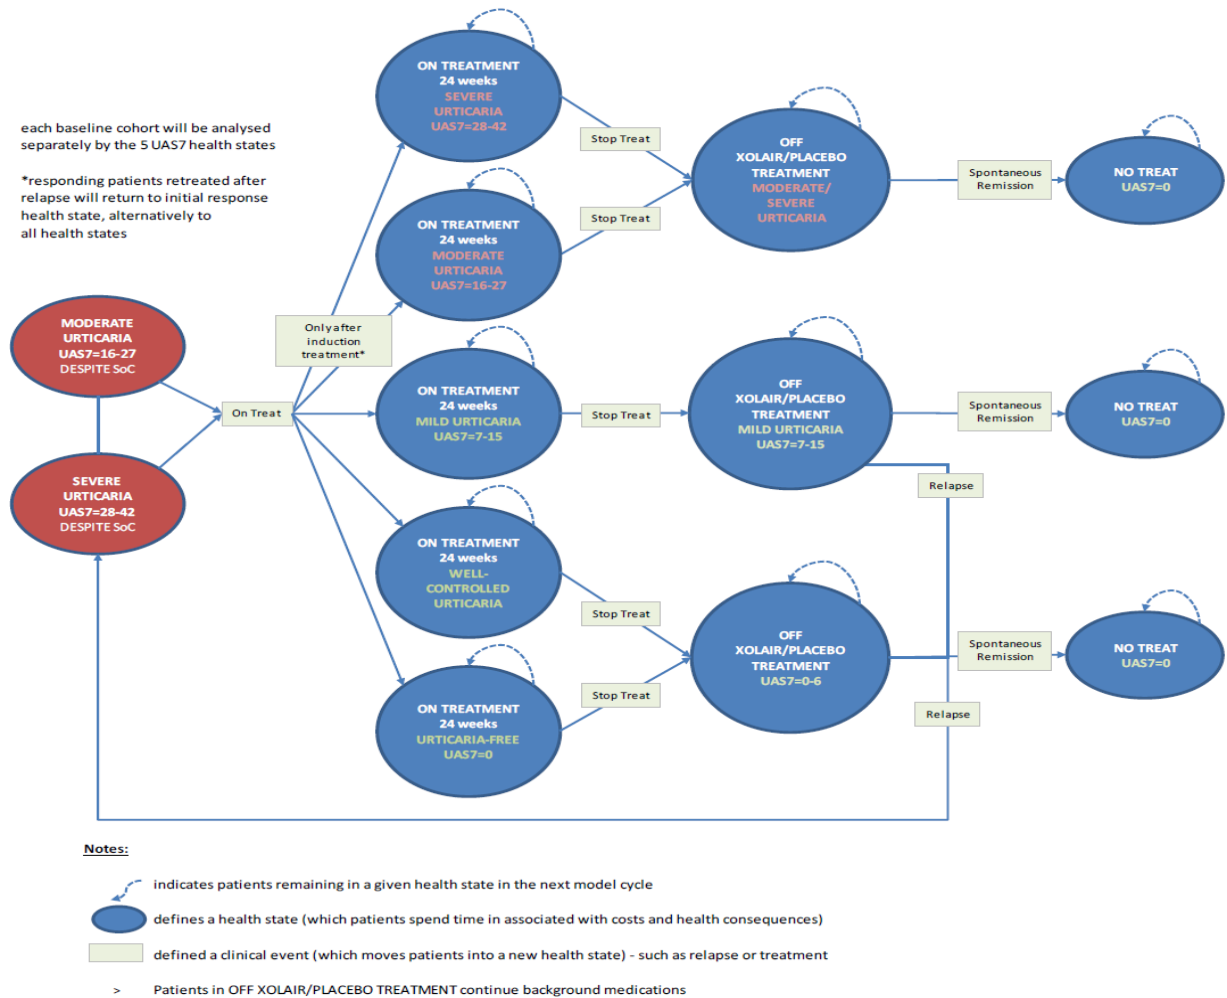 each baseline cohort will be analysed
separately by the 5 UAS7 health states
*responding patients retreated after
relapse will return to initial response
health state, alternatively to
all health states
MODERATE
URTICARIA
UAS7=16-27
DESPITE SoC
SEVERE
URTICARIA
UAS7=28-42
DESPITE SoC
On Treat
Only after
induction
treatment*
ON TREATMENT
24 weeks
SEVERE
URTICARIA
UAS7=28-42
ON TREATMENT
24 weeks
MODERATE
URTICARIA
UAS7=16-27
ON TREATMENT
24 weeks
MILD URTICARIA
UAS7=7-15
ON TREATMENT
24 weeks
WELL-
CONTROLLED
URTICARIA
ON TREATMENT
24 weeks
URTICARIA-FREE
UAS7=0
Stop Treat
Stop Treat
Stop Treat
Stop Treat
Stop Treat
OFF
XOLAIR/PLACEBO
TREATMENT
MODERATE/
SEVERE
URTICARIA
OFF
XOLAIR/PLACEBO
TREATMENT
MILD URTICARIA
UAS7=7-15
OFF
XOLAIR/PLACEBO
TREATMENT
UAS7=0-6
Spontaneous
Remission
Spontaneous
Remission
Relapse
Spontaneous
Remission
Relapse
NO TREAT
UAS7=0
NO TREAT
UAS7=0
NO TREAT
UAS7=0
Notes:
indicates patients remaining in a given health state in the next model cycle
defines a health state (which patients spend time in associated with costs and health consequences)
defined a clinical event (which moves patients into a new health state) - such as relapse or treatment
> Patients in OFF XOLAIR/PLACEBO TREATMENT continue background medications